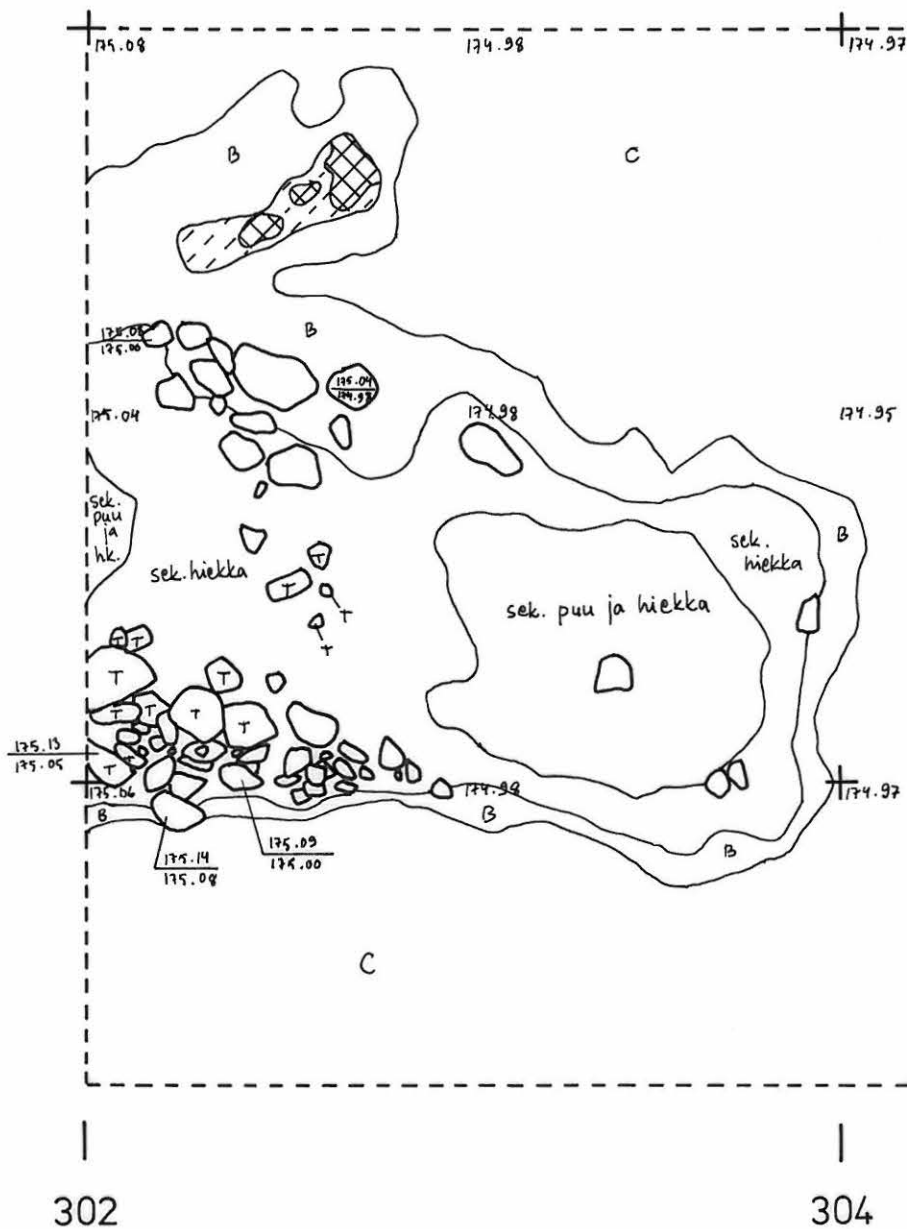 175.08 174.98 174.97
B
C
B
175.08
175.00
175.04
174.98
175.04 174.98 174.95
sek.
puu
ja
hk.
sek. hiekka
sek. puu ja hiekka
sek.
hiekka
B
T
T
T
T
T
T
T
T
T
T
T
T
T
T
175.13
175.05
175.06 174.98 174.97
B
B
B
175.14
175.08
175.09
175.00
C
302 304